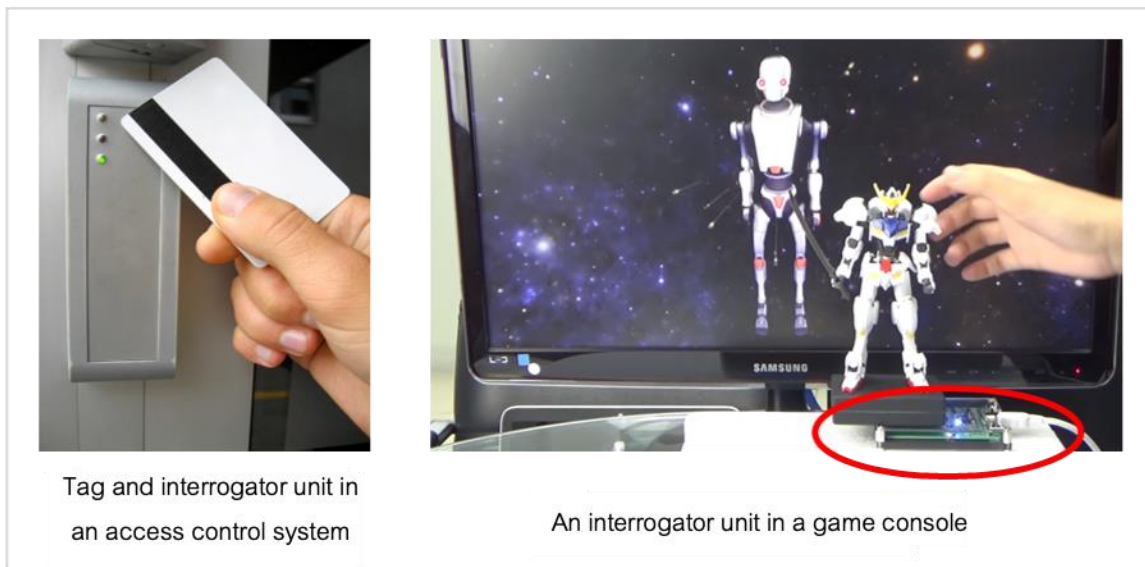 SAMSUNG
Tag and interrogator unit in
an access control system
An interrogator unit in a game console